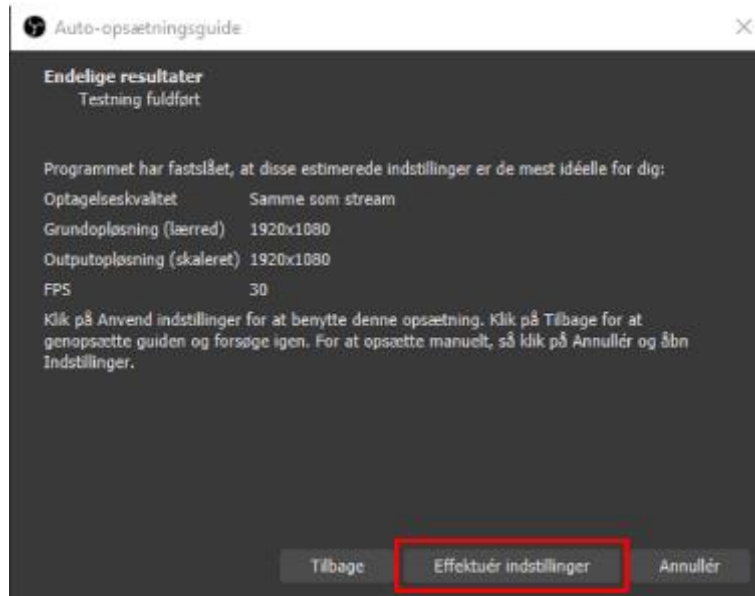 Auto-opsætningsguide
Endelige resultater
Testning fuldført
Programmet har fastslået, at disse estimerede indstillinger er de mest idéelle for dig:
Optagelseskvalitet Samme som stream
Grundopløsning (lærred) 1920x1080
Outputopløsning (skaleret) 1920x1080
FPS 30
Klik på Anvend indstillinger for at benytte denne opsætning. Klik på Tilbage for at
genopsætte guiden og forsøge igen. For at opsætte manuelt, så klik på Annullér og åbn
Indstillinger.
Tilbage Effektuér indstillinger Annullér